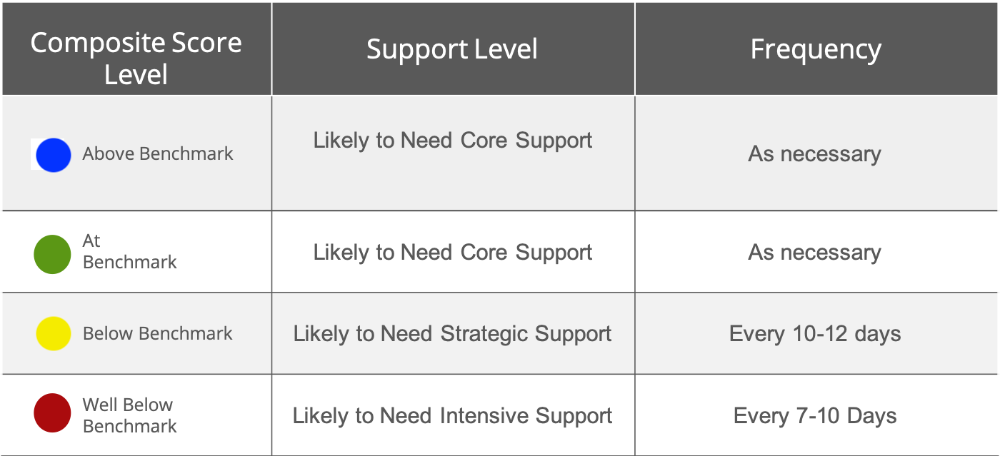 Composite Score
Level
Support Level
Frequency
Above Benchmark
Likely to Need Core Support
As necessary
At
Benchmark
Likely to Need Core Support
As necessary
Below Benchmark
Likely to Need Strategic Support
Every 10-12 days
Well Below
Benchmark
Likely to Need Intensive Support
Every 7-10 Days